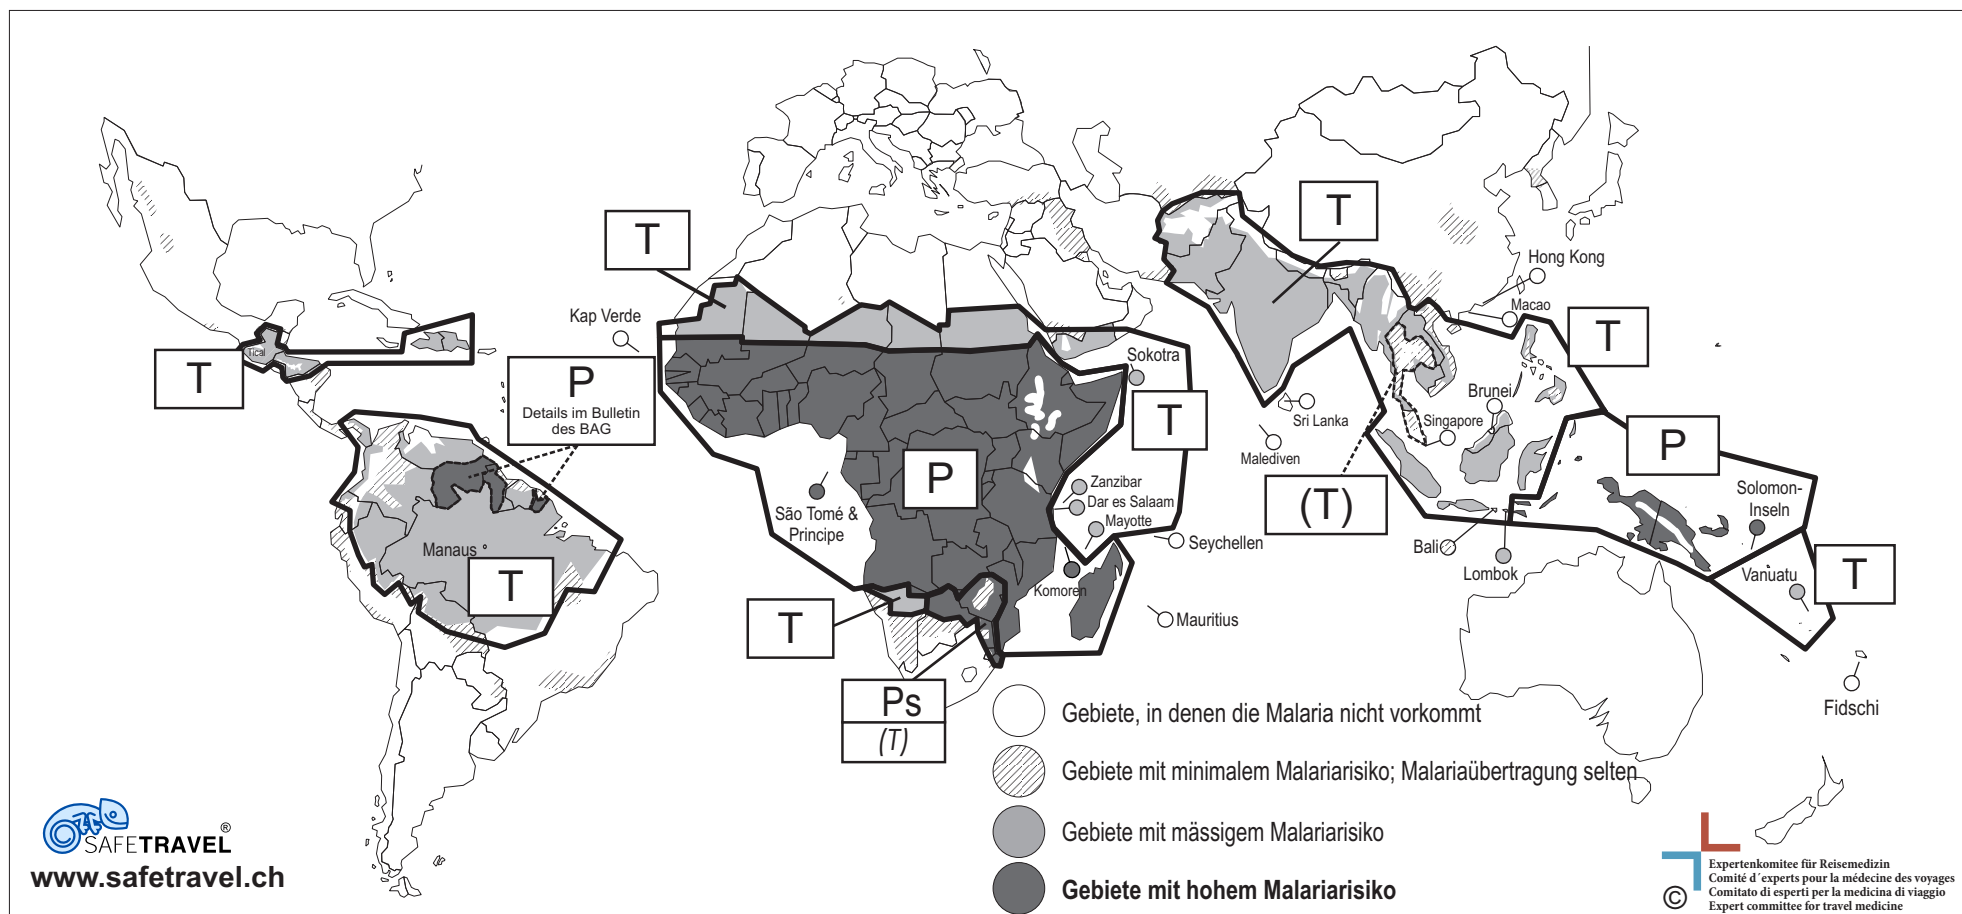 T
T
Hong Kong
Macao
Kap Verde
T
Tical
T
P
Details im Bulletin
des BAG
Sokotra
T
Brunei
Sri Lanka
Singapore
Malediven
P
P
(T)
Zanzibar
Dar es Salaam
Mayotte
São Tomé &
Principe
Solomon-
Inseln
Manaus
Seychellen
Bali
Lombok
Vanuatu
T
T
Komoren
T
Mauritius
Ps
(T)
Fidschi
Gebiete, in denen die Malaria nicht vorkommt
Gebiete mit minimalem Malariarisiko; Malariaübertragung selten
Gebiete mit mässigem Malariarisiko
Gebiete mit hohem Malariarisiko
SAFETRAVEL®
www.safetravel.ch
©
Expertenkomitee für Reisemedizin
Comité d´experts pour la médecine des voyages
Comitato di esperti per la medicina di viaggio
Expert committee for travel medicine